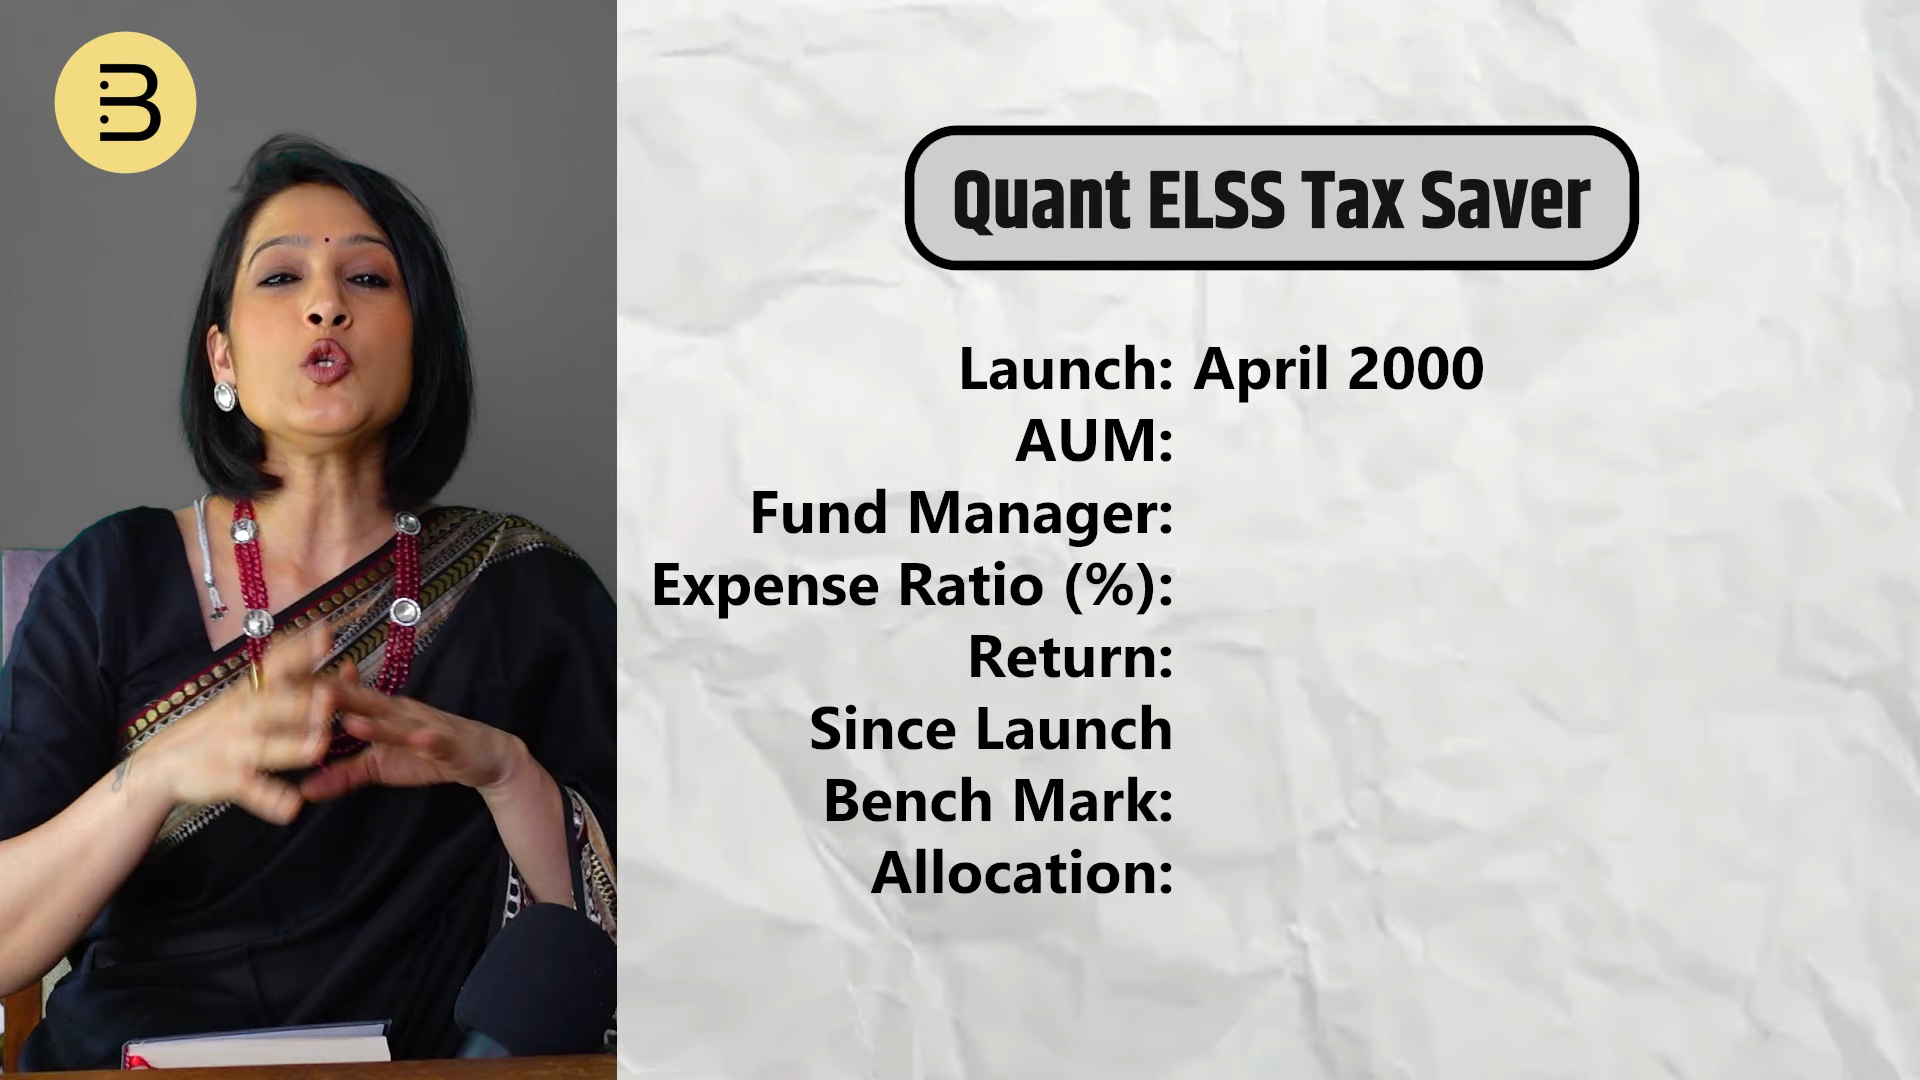 B
Quant ELSS Tax Saver
Launch: April 2000
AUM:
Fund Manager:
Expense Ratio (%):
Return:
Since Launch
Bench Mark:
Allocation: